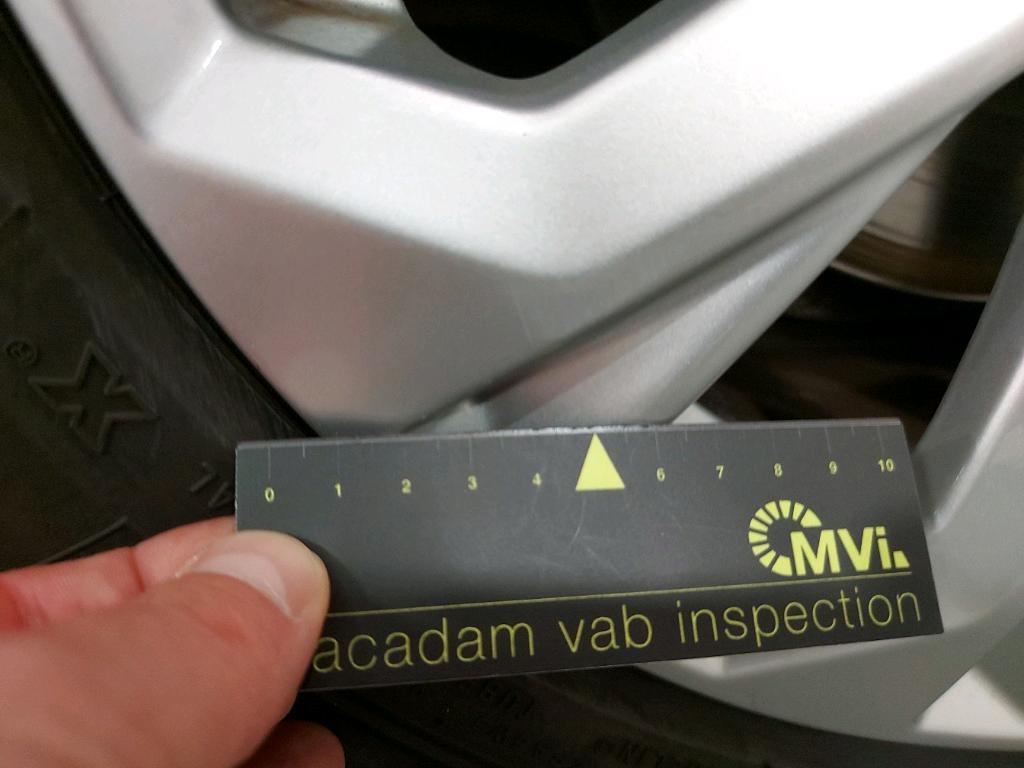 0 1 2 3 4 6 7 8 9 10
MVi.
acadam vab inspection
X